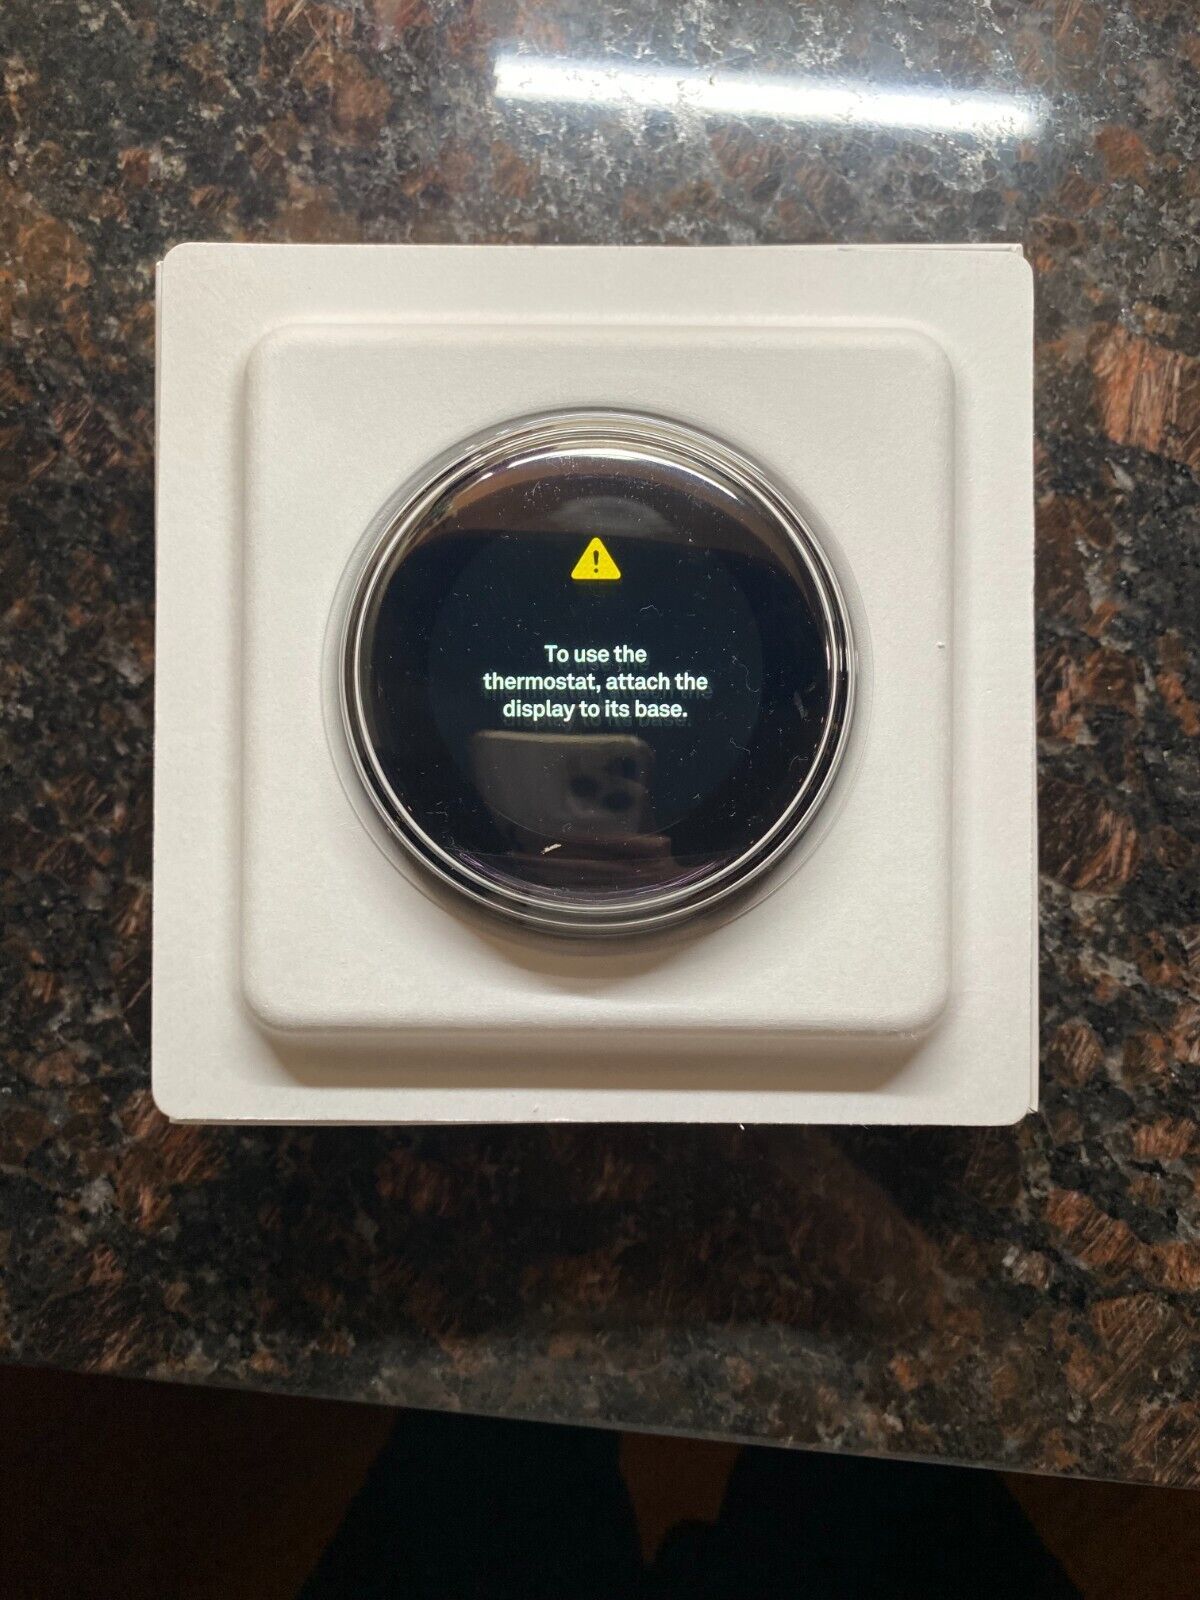 To use the
thermostat, attach the
display to its base.